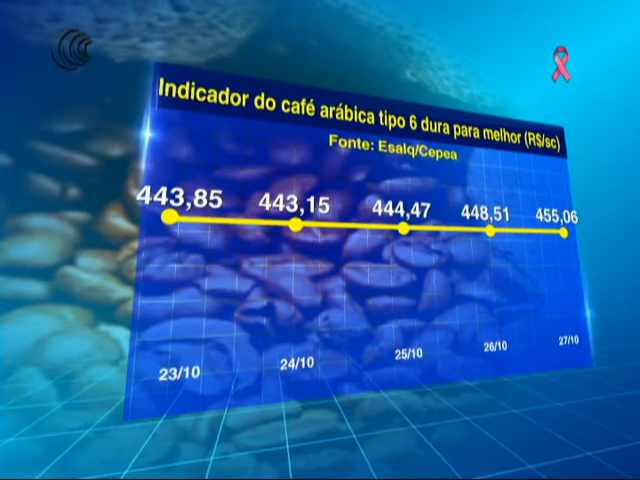 Indicador do café arábica tipo 6 dura para melhor (R$/sc)
Fonte: Esalq/Cepea
443,85 443,15 444,47 448,51 455,06
23/10 24/10 25/10 26/10 27/10